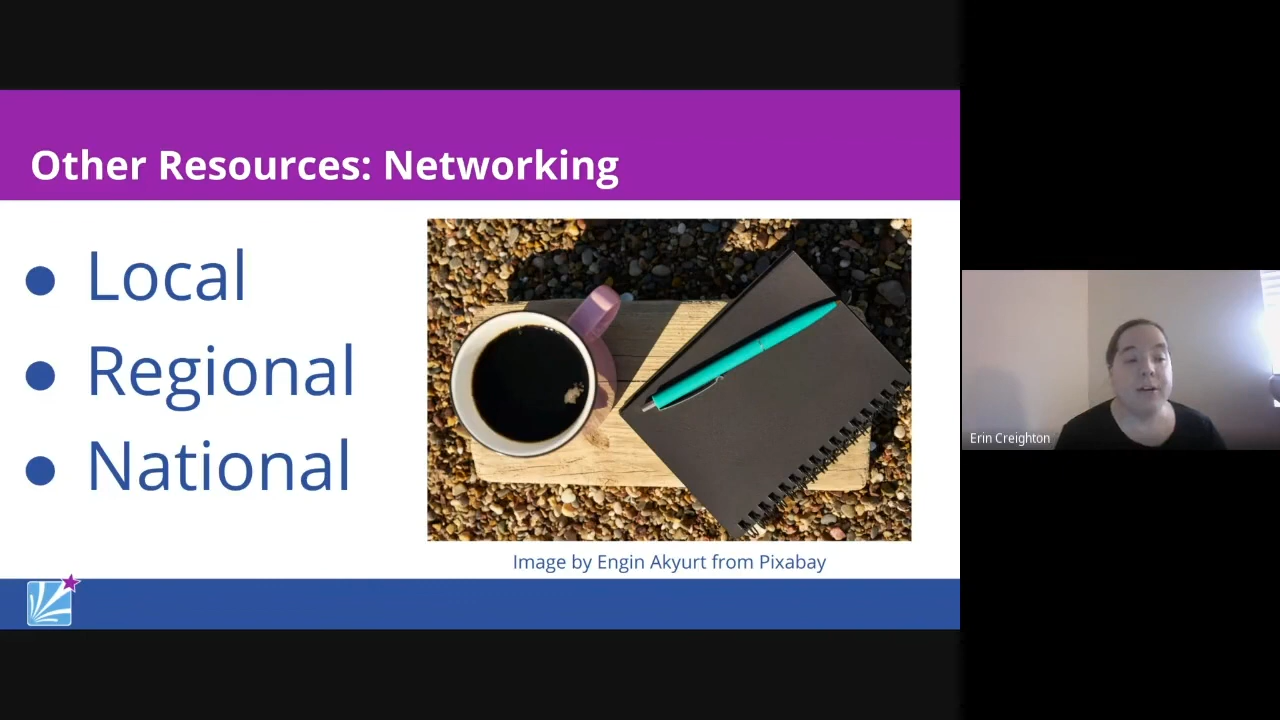 Other Resources: Networking
● Local
● Regional
● National
Image by Engin Akyurt from Pixabay
Erin Creighton